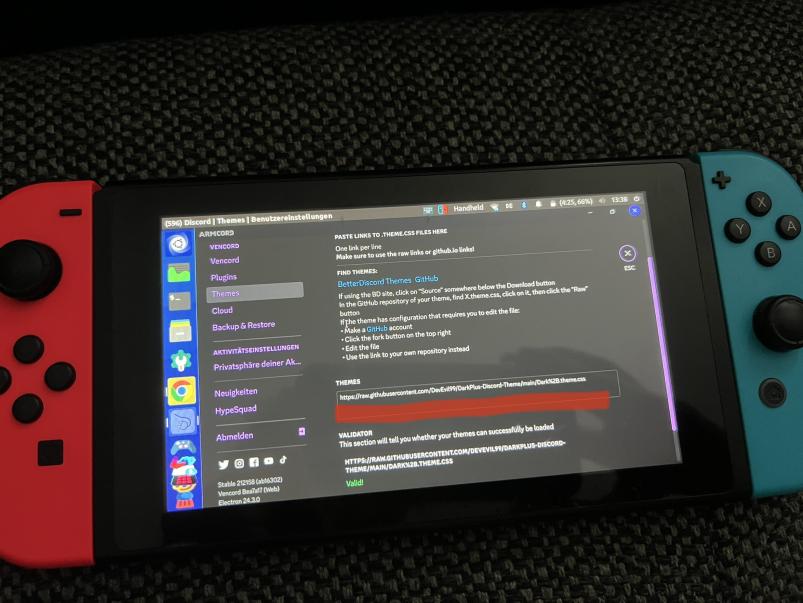 (596) Discord | Themes | Benutzereinstellungen
Handheld
DE
(4:25, 66%)
13:38
ARMCORD
VENCORD
Vencord
Plugins
Themes
Cloud
Backup & Restore
AKTIVITÄTSEINSTELLUNGEN
Privatsphäre deiner Ak...
Neuigkeiten
HypeSquad
Abmelden
Stable 212158 (abf6302)
Vencord (Web)
Electron 24.3.0
PASTE LINKS TO .THEME.CSS FILES HERE
One link per line
Make sure to use the raw links or github.io links!
FIND THEMES:
BetterDiscord Themes GitHub
If using the BD site, click on "Source" somewhere below the Download button
In the GitHub repository of your theme, find X.theme.css, click on it, then click the "Raw"
button
If the theme has configuration that requires you to edit the file:
• Make a GitHub account
• Click the fork button on the top right
• Edit the file
• Use the link to your own repository instead
THEMES
https://raw.githubusercontent.com/DevEvil99/DarkPlus-Discord-Theme/main/Dark%2B.theme.css
VALIDATOR
This section will tell you whether your themes can successfully be loaded
HTTPS://RAW.GITHUBUSERCONTENT.COM/DEVEVIL99/DARKPLUS-DISCORD-
THEME/MAIN/DARK%2B.THEME.CSS
Valid!
ESC
X
Y
A
B